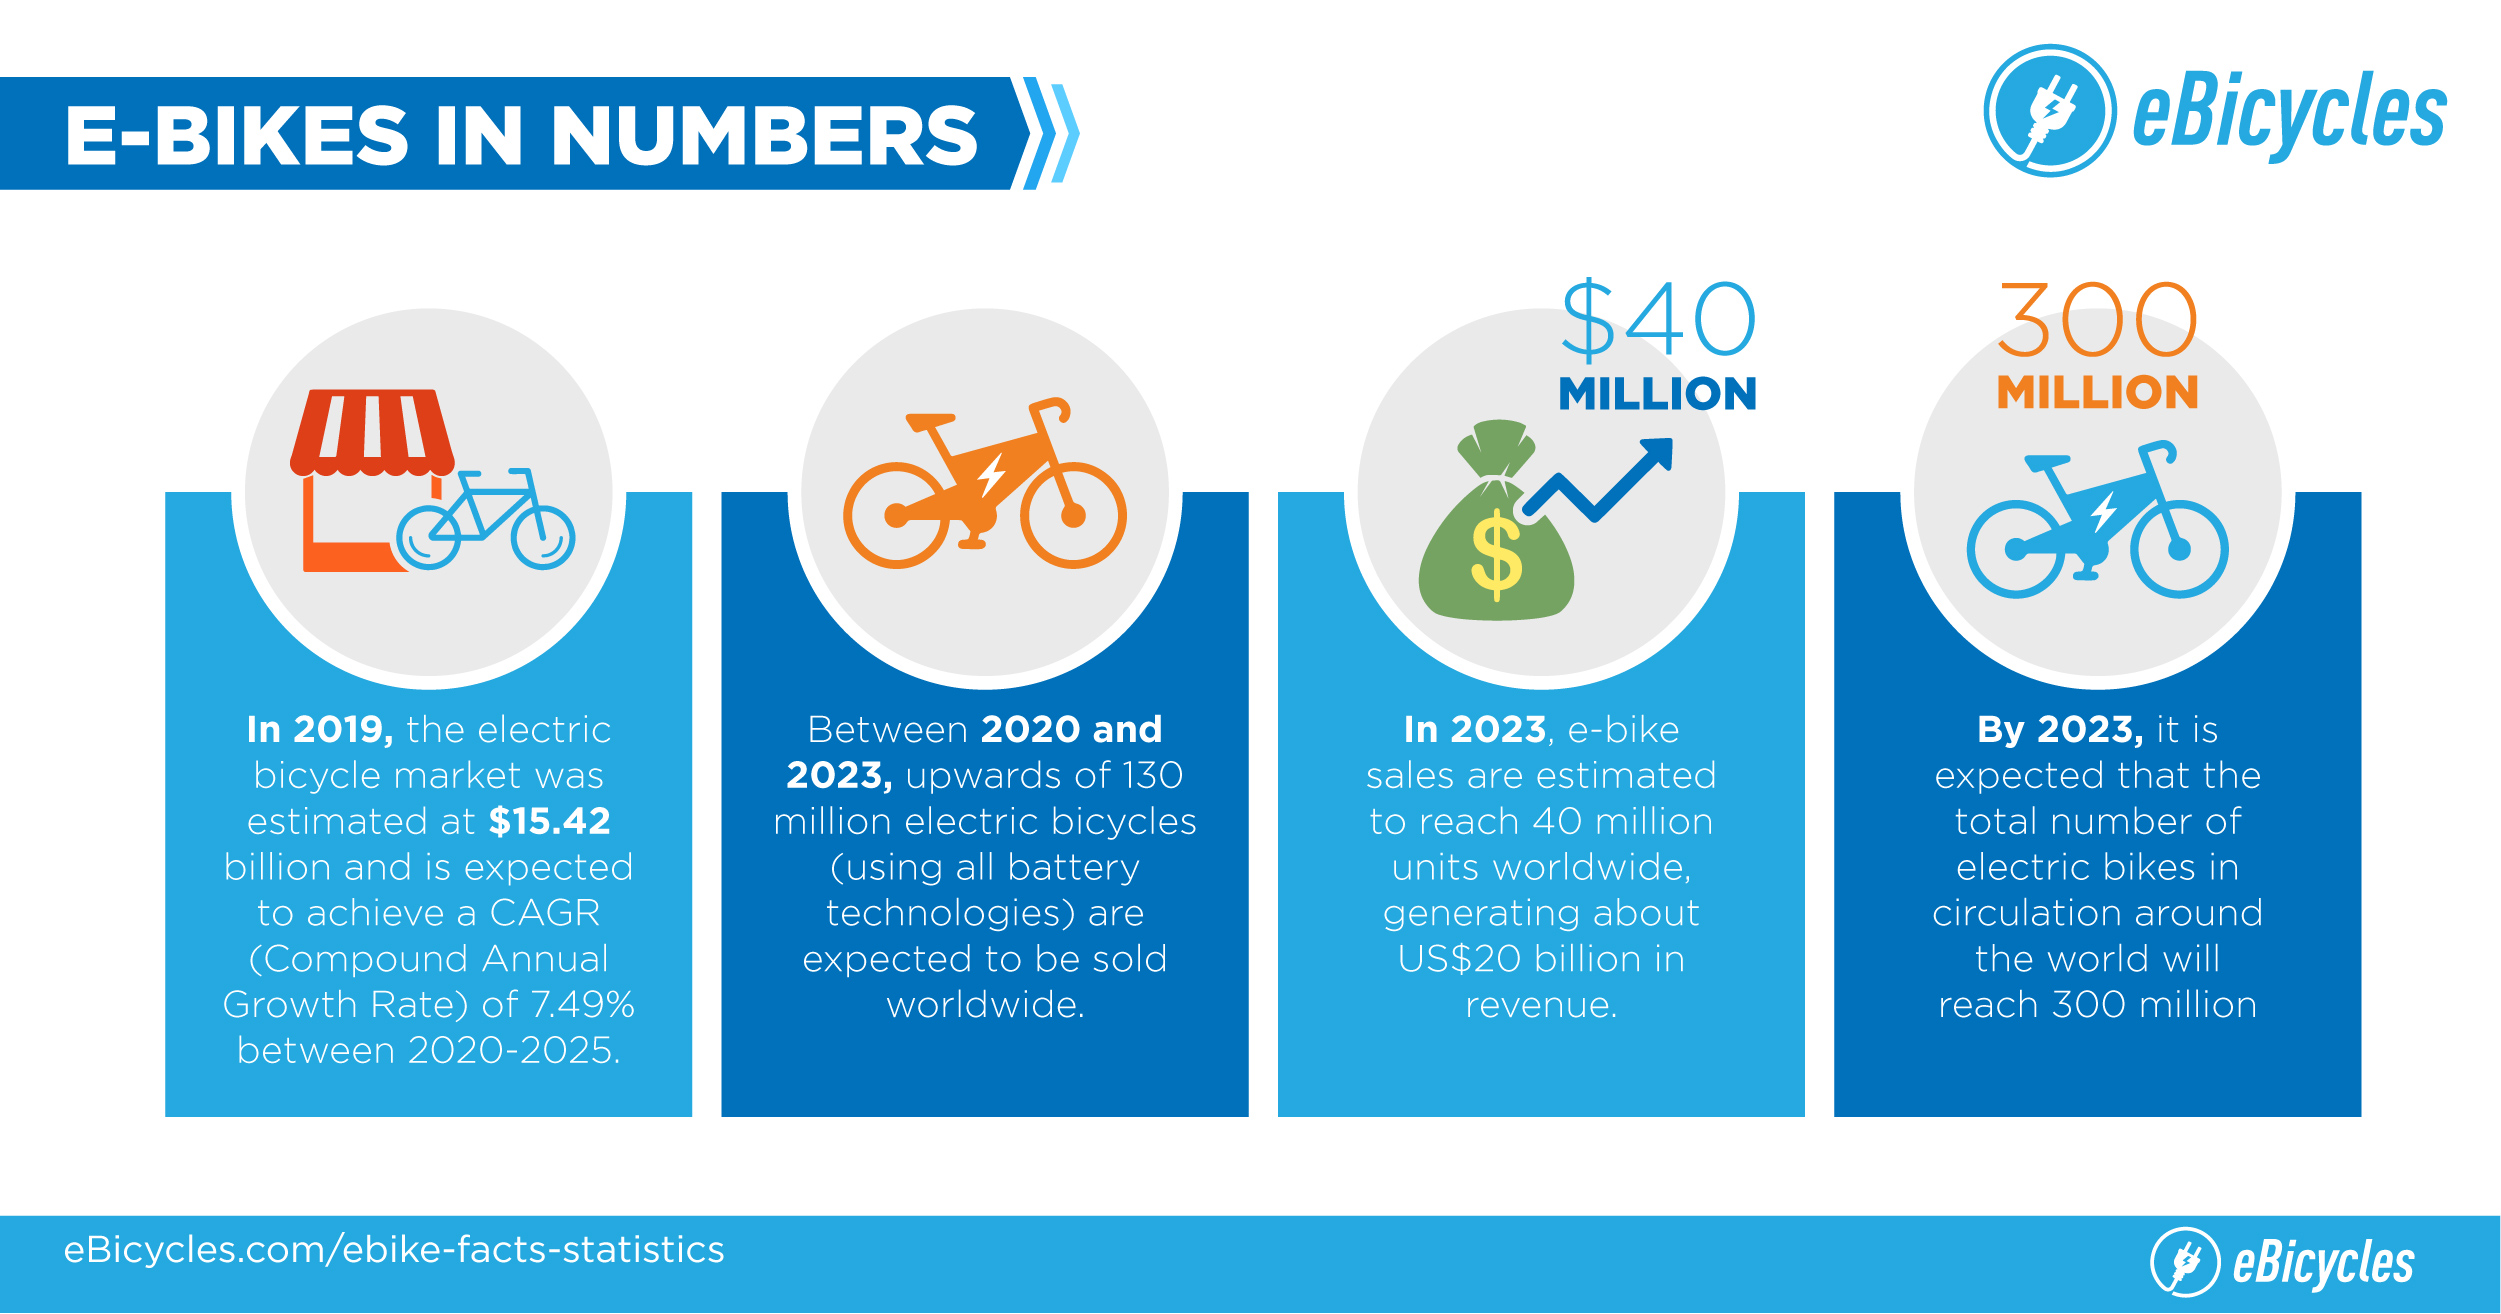 E-BIKES IN NUMBERS
eBicycles
$40
MILLION
300
MILLION
$
In 2019, the electric
bicycle market was
estimated at $15.42
billion and is expected
to achieve a CAGR
(Compound Annual
Growth Rate) of 7.49%
between 2020-2025.
Between 2020 and
2023, upwards of 130
million electric bicycles
(using all battery
technologies) are
expected to be sold
worldwide.
In 2023, e-bike
sales are estimated
to reach 40 million
units worldwide,
generating about
US$20 billion in
revenue.
By 2023, it is
expected that the
total number of
electric bikes in
circulation around
the world will
reach 300 million
eBicycles.com/ebike-facts-statistics
eBicycles